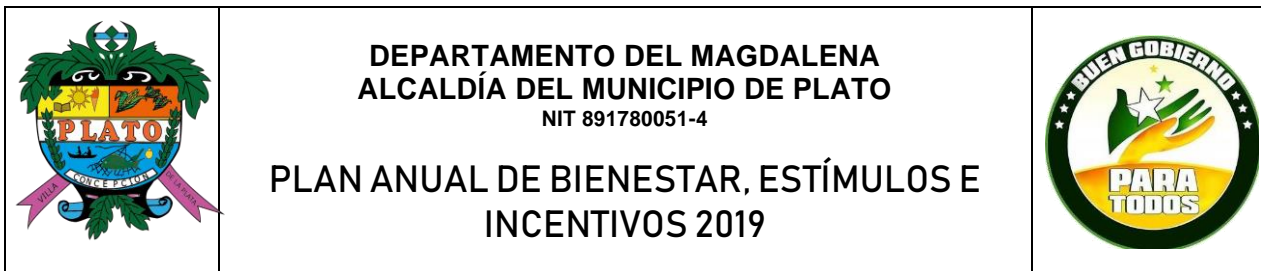 PLATO
CONCEPCIÓN
VILLA
DE LA PLATA
DEPARTAMENTO DEL MAGDALENA
ALCALDÍA DEL MUNICIPIO DE PLATO
NIT 891780051-4
PLAN ANUAL DE BIENESTAR, ESTÍMULOS E
INCENTIVOS 2019
BUEN GOBIERNO
PARA
TODOS